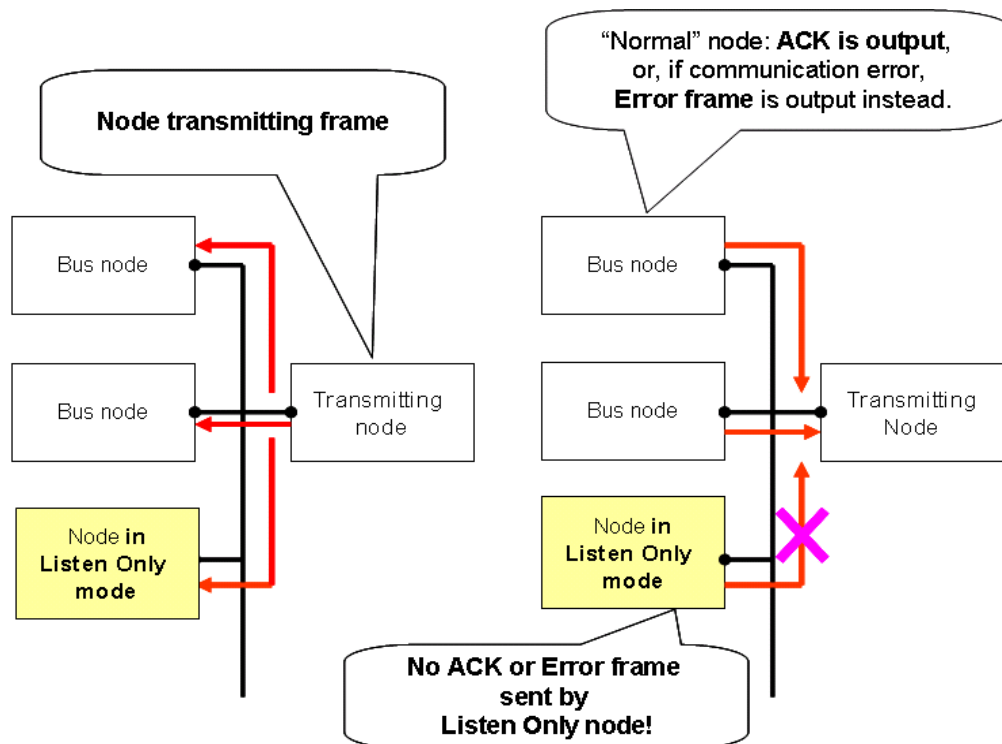 Node transmitting frame
Bus node
Bus node
Transmitting
node
Node in
Listen Only
mode
“Normal” node: ACK is output,
or, if communication error,
Error frame is output instead.
Bus node
Bus node
Transmitting
Node
Node in
Listen Only
mode
No ACK or Error frame
sent by
Listen Only node!